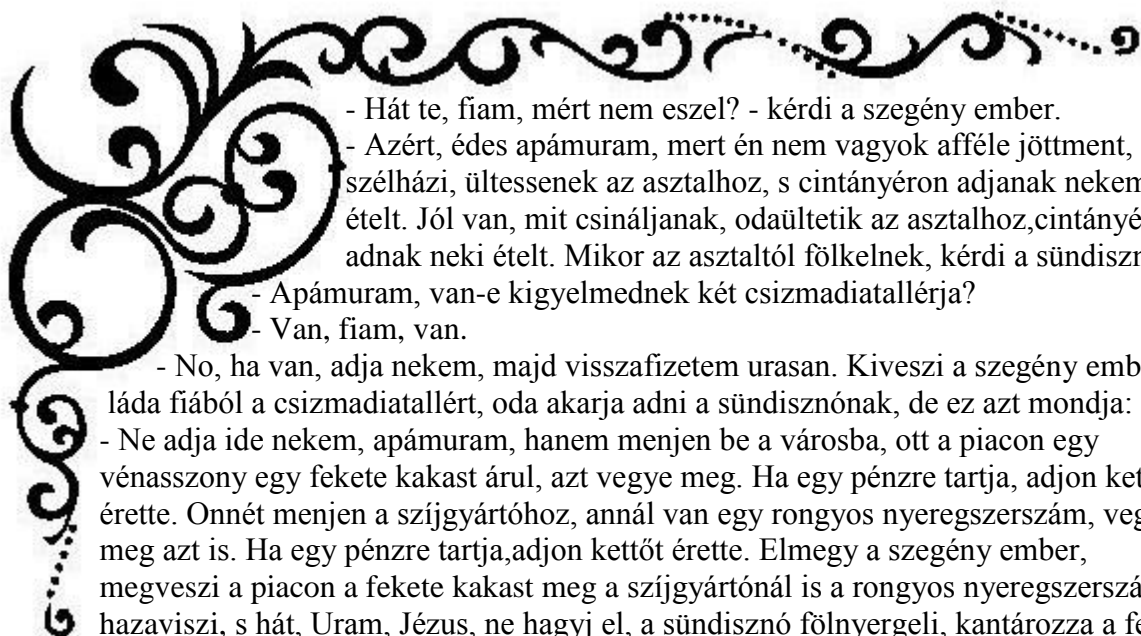 - Hát te, fiam, mért nem eszel? - kérdi a szegény ember.
- Azért, édes apámuram, mert én nem vagyok afféle jöttment,
szélházi, ültessenek az asztalhoz, s cintányéron adjanak nekem
ételt. Jól van, mit csináljanak, odaültetik az asztalhoz,cintányé
adnak neki ételt. Mikor az asztaltól fölkelnek, kérdi a sündiszn
- Apámuram, van-e kigyelmednek két csizmadiatallérja?
- Van, fiam, van.
- No, ha van, adja nekem, majd visszafizetem urasan. Kiveszi a szegény emb
láda fiából a csizmadiatallért, oda akarja adni a sündisznónak, de ez azt mondja:
- Ne adja ide nekem, apámuram, hanem menjen be a városba, ott a piacon egy
vénasszony egy fekete kakast árul, azt vegye meg. Ha egy pénzre tartja, adjon ket
érette. Onnét menjen a szíjgyártóhoz, annál van egy rongyos nyeregszerszám, veg
meg azt is. Ha egy pénzre tartja,adjon kettőt érette. Elmegy a szegény ember,
megveszi a piacon a fekete kakast meg a szíjgyártónál is a rongyos nyeregszerszá
hazaviszi, s hát, Uram, Jézus, ne hagyj el, a sündisznó fölnyergeli, kantározza a fe